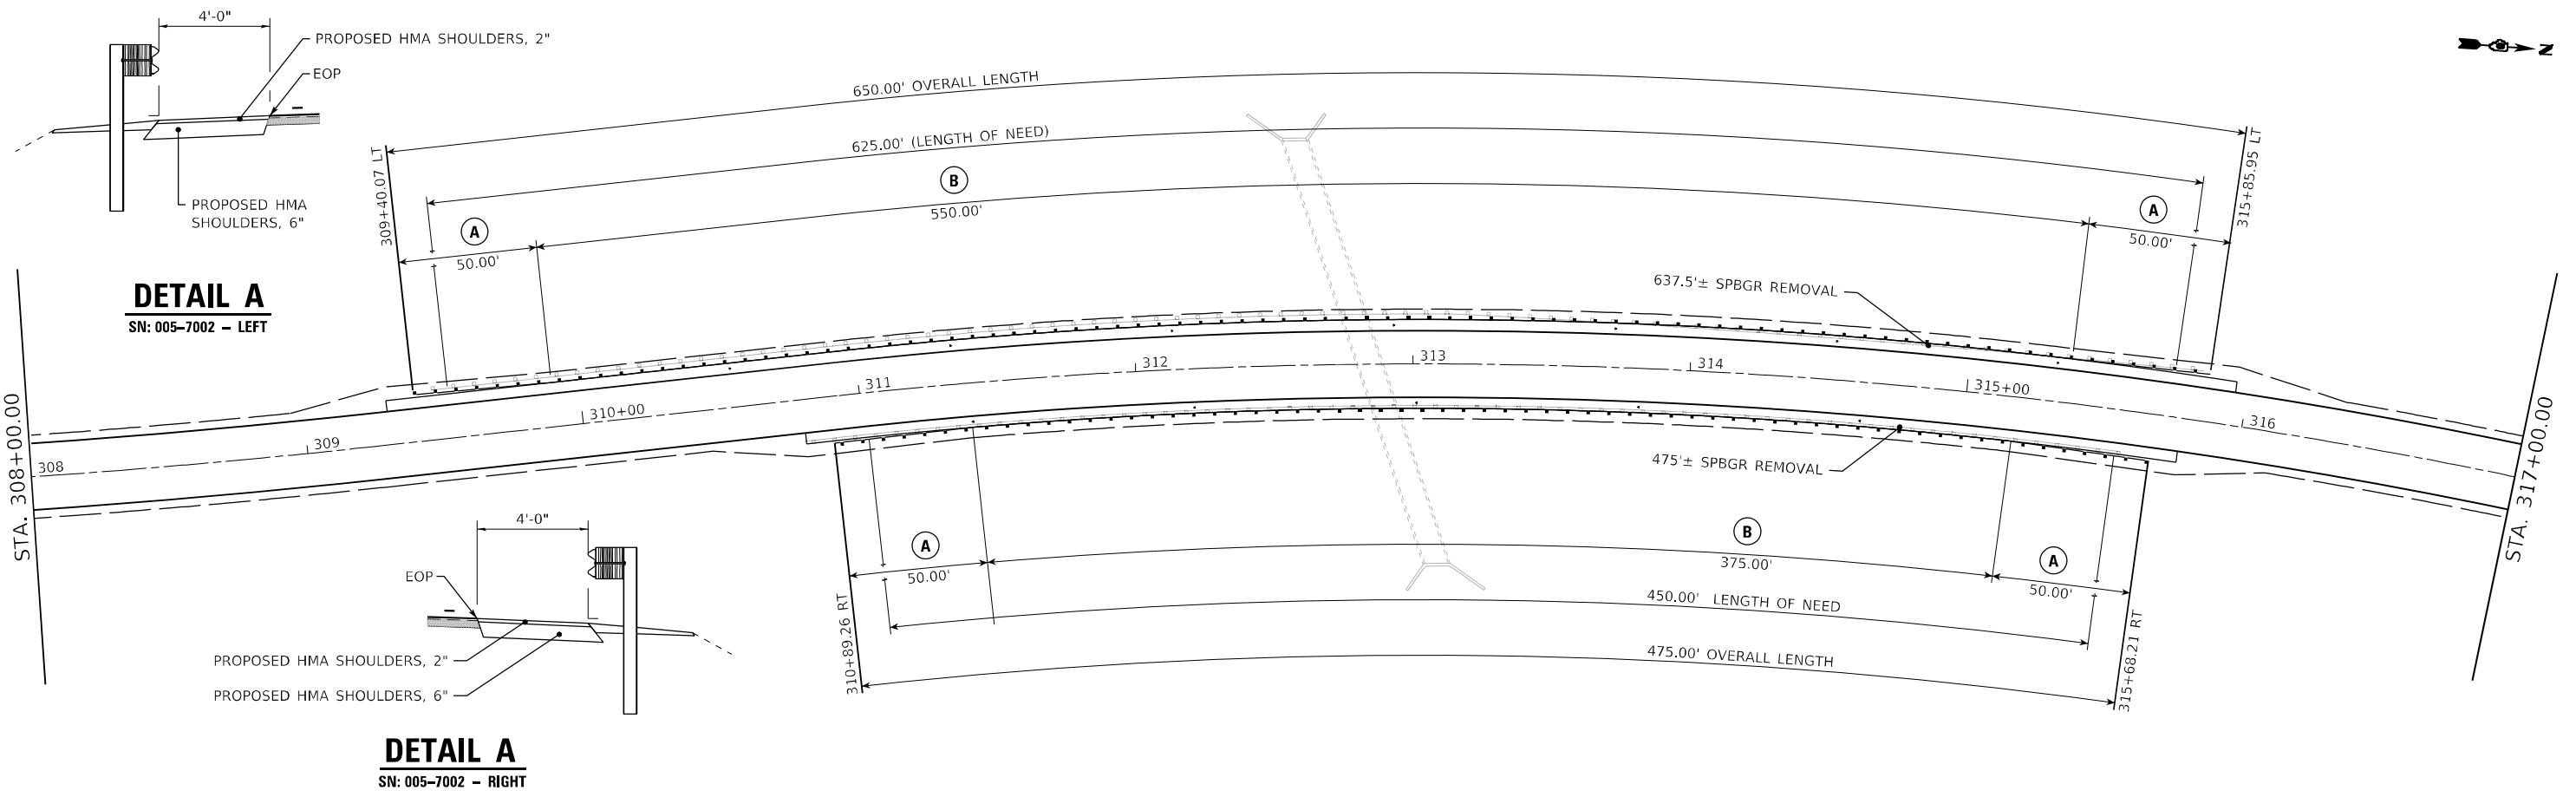 4'-0"
PROPOSED HMA SHOULDERS, 2"
EOP
PROPOSED HMA
SHOULDERS, 6"
DETAIL A
SN: 005–7002 – LEFT
N
650.00' OVERALL LENGTH
625.00' (LENGTH OF NEED)
B
550.00'
A
50.00'
A
50.00'
309+40.07 LT
315+85.95 LT
637.5'± SPBGR REMOVAL
STA. 308+00.00
308
309
310+00
311
312
313
314
315+00
316
STA. 317+00.00
475'± SPBGR REMOVAL
A
50.00'
B
375.00'
A
50.00'
450.00' LENGTH OF NEED
475.00' OVERALL LENGTH
310+89.26 RT
315+68.21 RT
4'-0"
EOP
PROPOSED HMA SHOULDERS, 2"
PROPOSED HMA SHOULDERS, 6"
DETAIL A
SN: 005–7002 – RIGHT